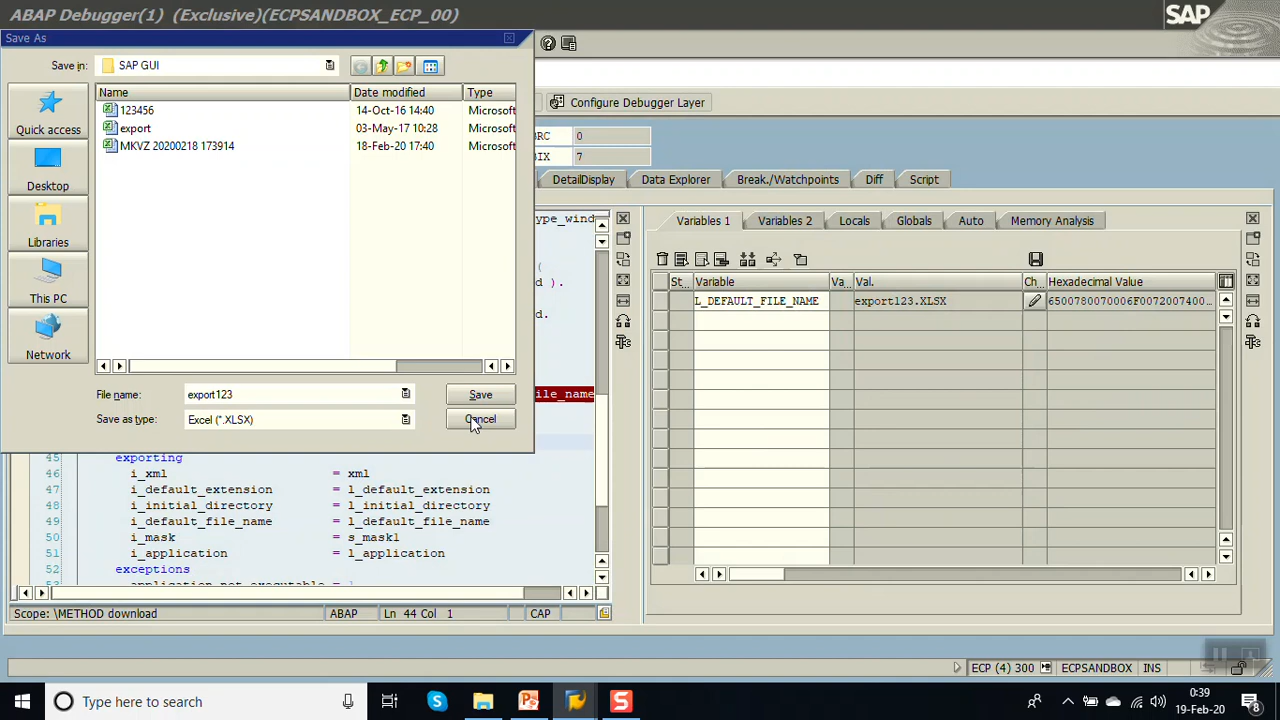 ABAP Debugger(1) (Exclusive)(ECPSANDBOX_ECP_00)
SAP
Save As
Save in:
SAP GUI
Configure Debugger Layer
Name
Date modified
Type
123456
14-Oct-16 14:40
Microsoft
export
03-May-17 10:28
Microsoft
MKVZ 20200218 173914
18-Feb-20 17:40
Microsoft
Quick access
Desktop
Libraries
This PC
Network
0
7
DetailDisplay
Data Explorer
Break./Watchpoints
Diff
Script
ype_wind
(
d ).
d.
ile_name
File name:
export123
Save
Save as type:
Excel (*.XLSX)
Cancel
Variables 1
Variables 2
Locals
Globals
Auto
Memory Analysis
St...
Variable
Va...
Val.
Ch...
Hexadecimal Value
L_DEFAULT_FILE_NAME
export123.XLSX
6500780070006F0072007400...
45 exporting
46 i_xml = xml
47 i_default_extension = l_default_extension
48 i_initial_directory = l_initial_directory
49 i_default_file_name = l_default_file_name
50 i_mask = s_mask1
51 i_application = l_application
52 exceptions
53 application_not_executable = 1
Scope: \METHOD download
ABAP
Ln 44 Col 1
CAP
ECP (4) 300
ECPSANDBOX
INS
Type here to search
0:39
19-Feb-20
8